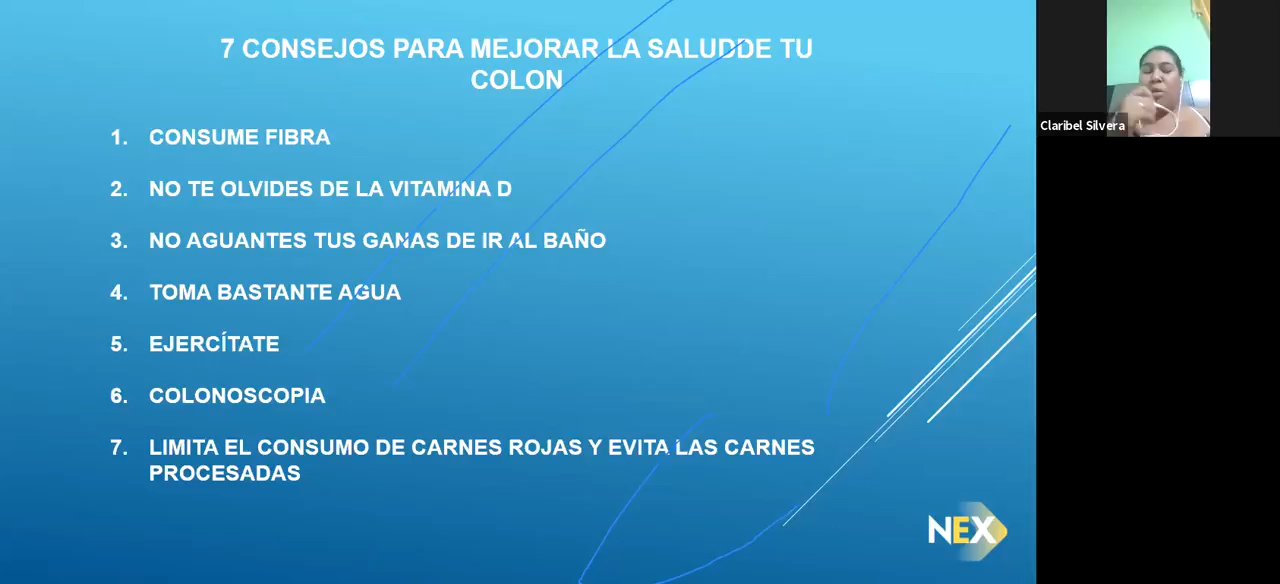 7 CONSEJOS PARA MEJORAR LA SALUDDE TU
COLON
1. CONSUME FIBRA
2. NO TE OLVIDES DE LA VITAMINA D
3. NO AGUANTES TUS GANAS DE IR AL BAÑO
4. TOMA BASTANTE AGUA
5. EJERCÍTATE
6. COLONOSCOPIA
7. LIMITA EL CONSUMO DE CARNES ROJAS Y EVITA LAS CARNES
PROCESADAS
NEX
Claribel Silvera